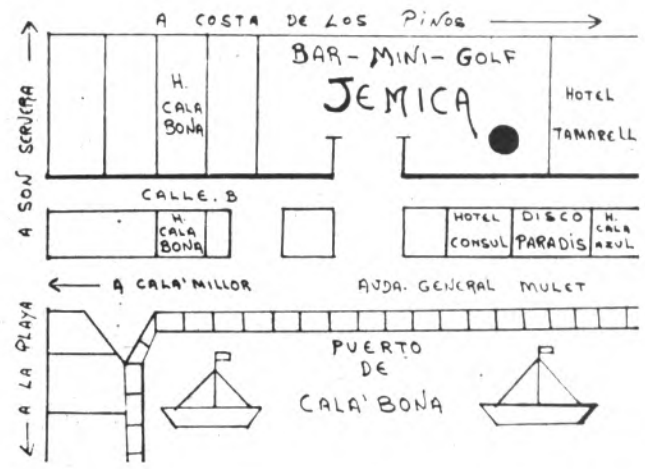 A COSTA DE LOS PINOS
A SON SERVERA
BAR-MINI-GOLF
JEMICA
H.
CALA
BONA
HOTEL
TAMARELL
CALLE.B
H.
CALA
BONA
HOTEL
CONSUL
DISCO
PARADÍS
H.
CALA
AZUL
A CALA'MILLOR
AVDA. GENERAL MULET
A LA PLAYA
PUERTO
DE
CALA'BONA